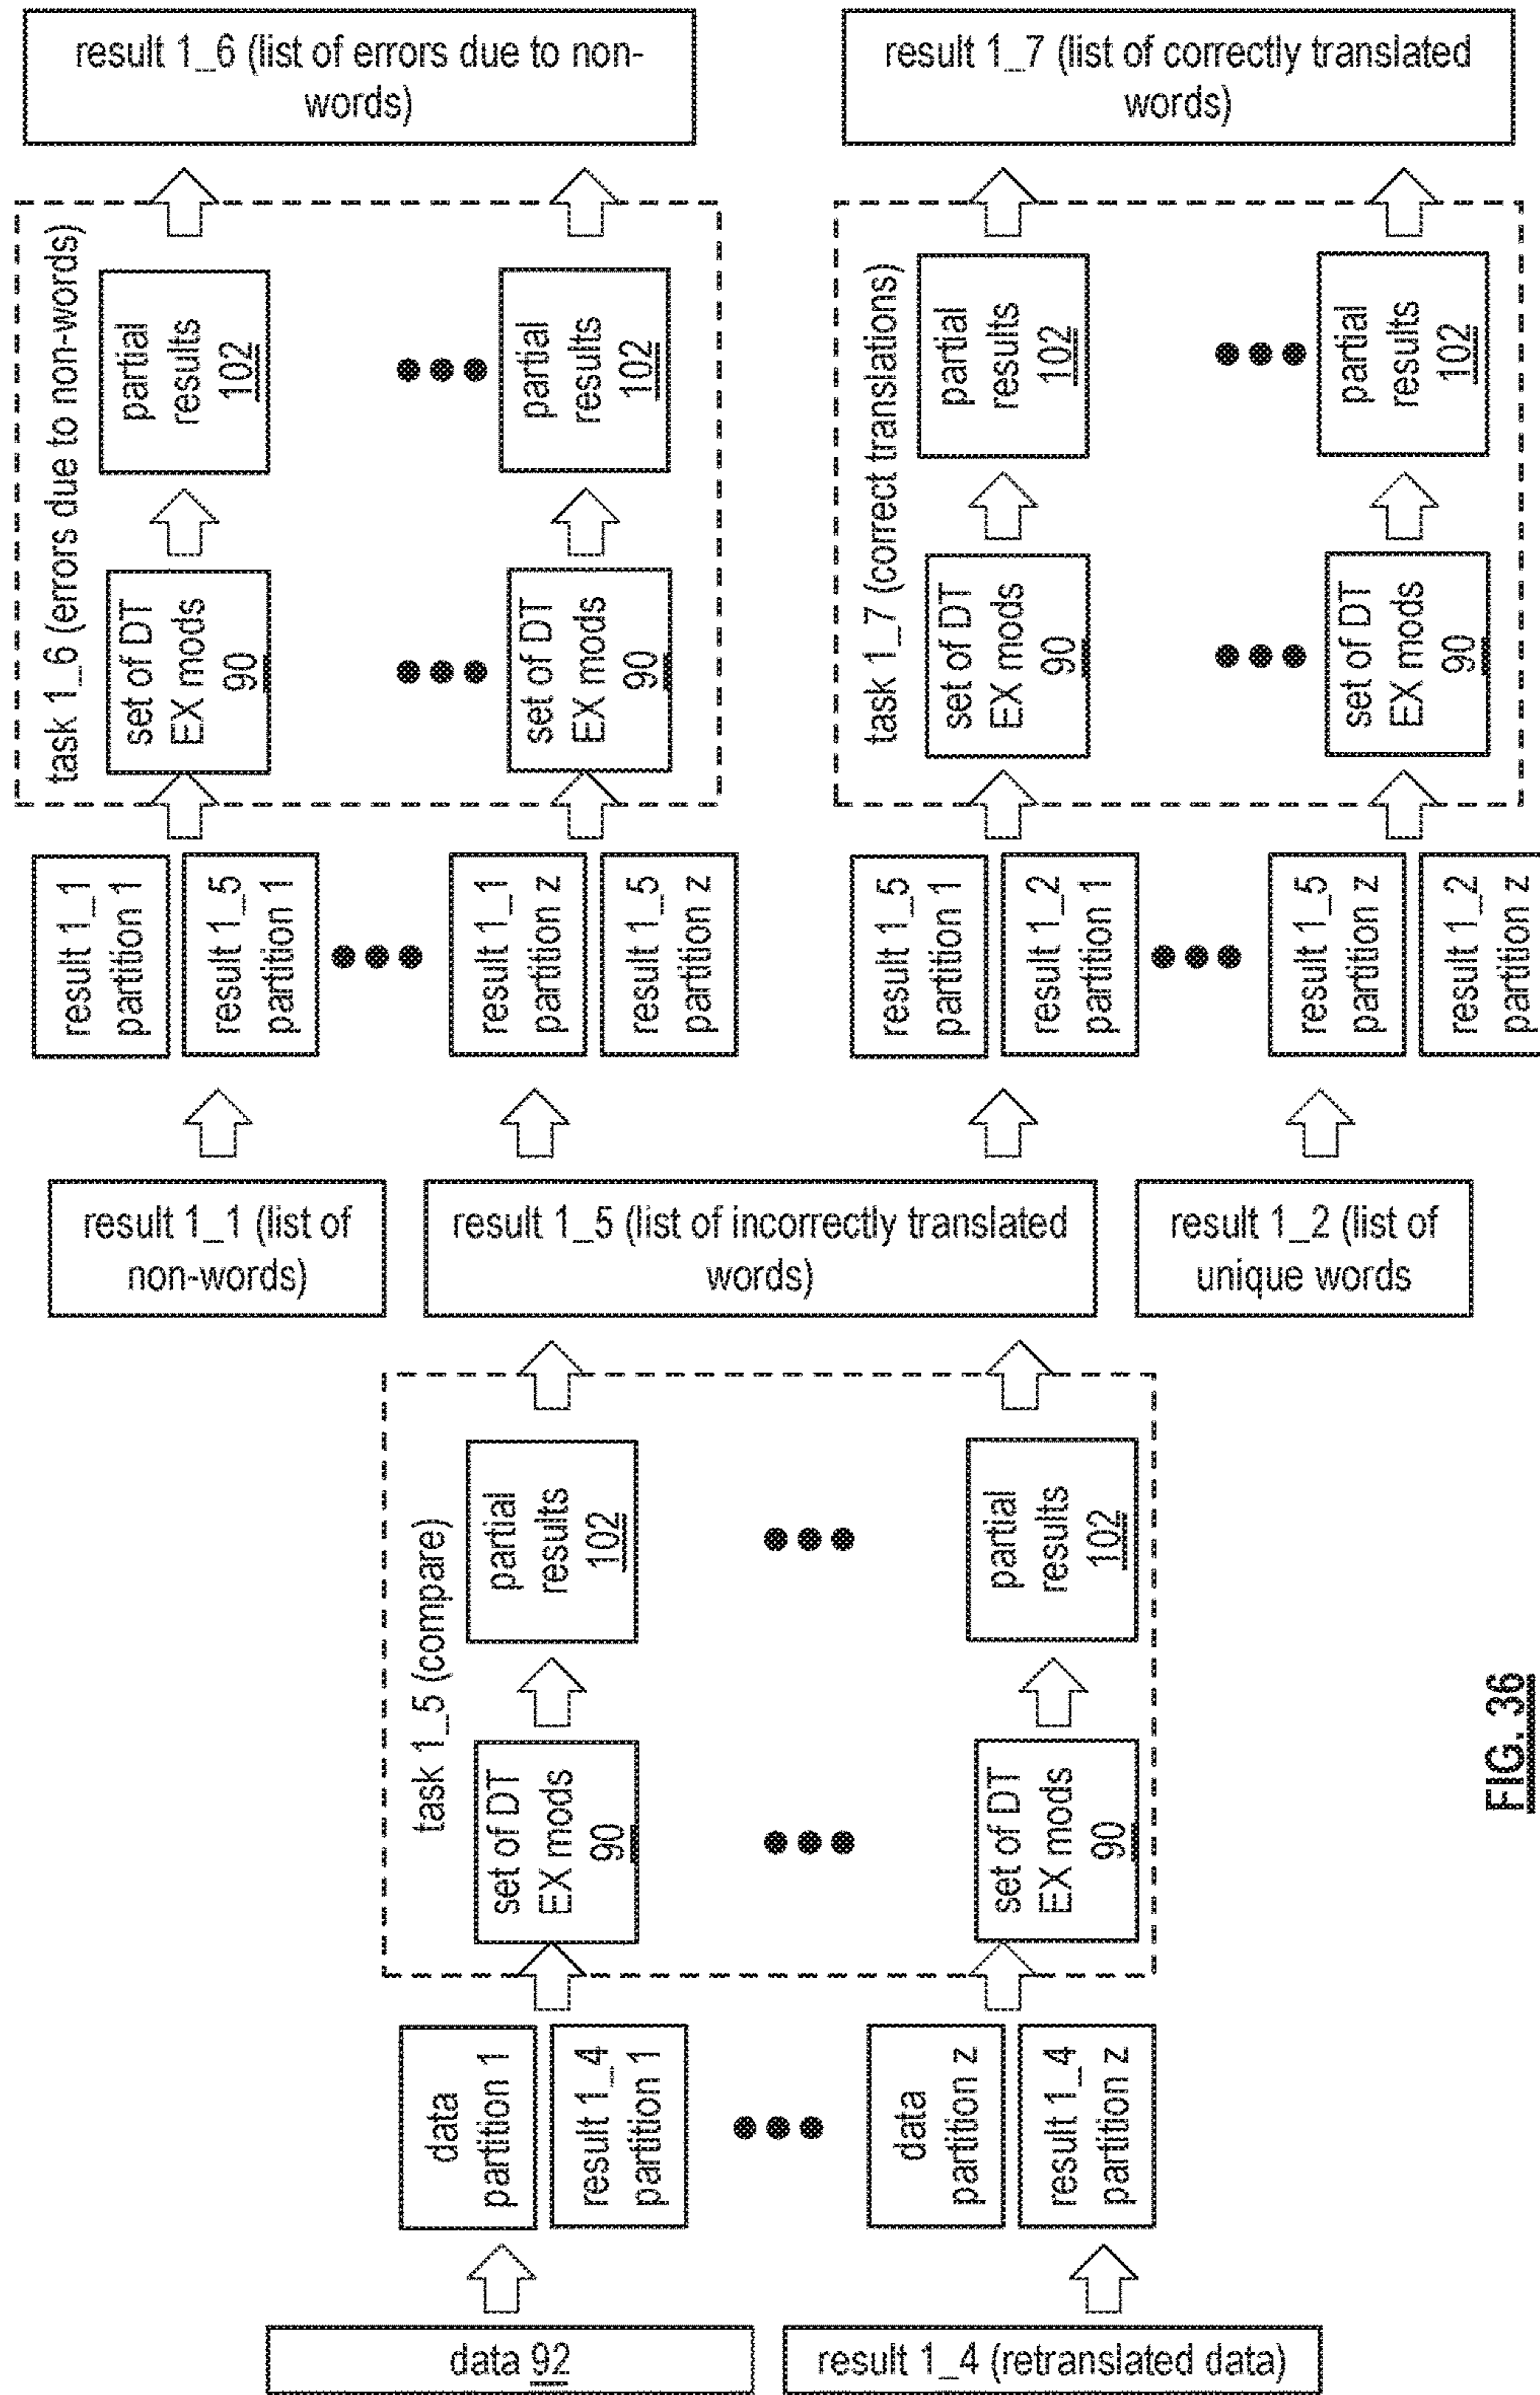 data 92
result 1_4 (retranslated data)
data
partition 1
result 1_4
partition 1
data
partition z
result 1_4
partition z
task 1_5 (compare)
set of DT
EX mods
90
partial
results
102
set of DT
EX mods
90
partial
results
102
result 1_1 (list of
non-words)
result 1_5 (list of incorrectly translated
words)
result 1_2 (list of
unique words
result 1_1
partition 1
result 1_5
partition 1
result 1_1
partition z
result 1_5
partition z
result 1_5
partition 1
result 1_2
partition 1
result 1_5
partition z
result 1_2
partition z
task 1_6 (errors due to non-words)
set of DT
EX mods
90
partial
results
102
set of DT
EX mods
90
partial
results
102
task 1_7 (correct translations)
set of DT
EX mods
90
partial
results
102
set of DT
EX mods
90
partial
results
102
result 1_6 (list of errors due to non-
words)
result 1_7 (list of correctly translated
words)
FIG. 36